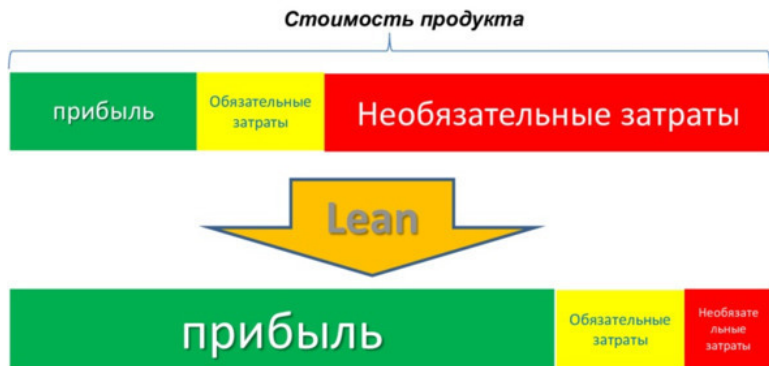 Стоимость продукта
прибыль
Обязательные
затраты
Необязательные затраты
Lean
прибыль
Обязательные
затраты
Необязате
льные
затраты